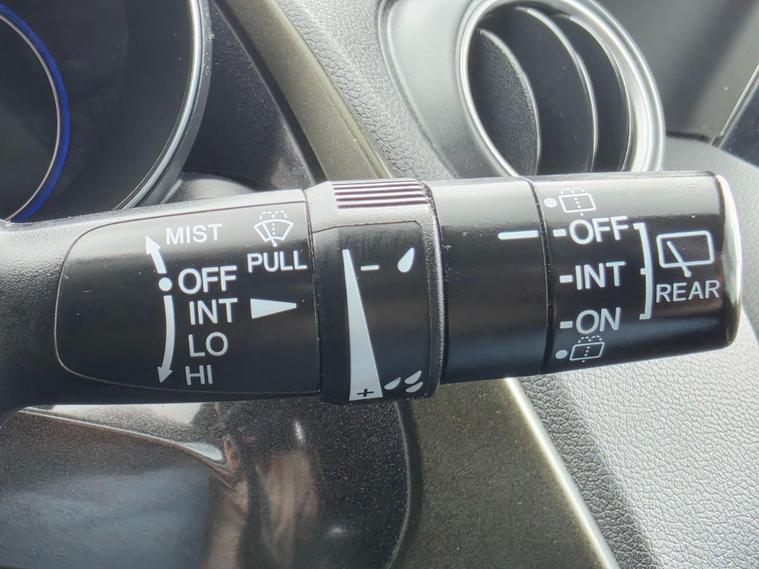 MIST
OFF
INT
LO
HI
PULL
-
+
-OFF
-INT
-ON
REAR